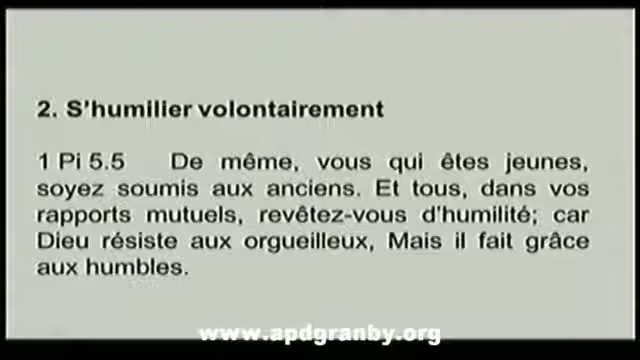 2. S'humilier volontairement
1 Pi 5.5 De même, vous qui êtes jeunes,
soyez soumis aux anciens. Et tous, dans vos
rapports mutuels, revêtez-vous d'humilité; car
Dieu résiste aux orgueilleux, Mais il fait grâce
aux humbles.
www.apdgranby.org